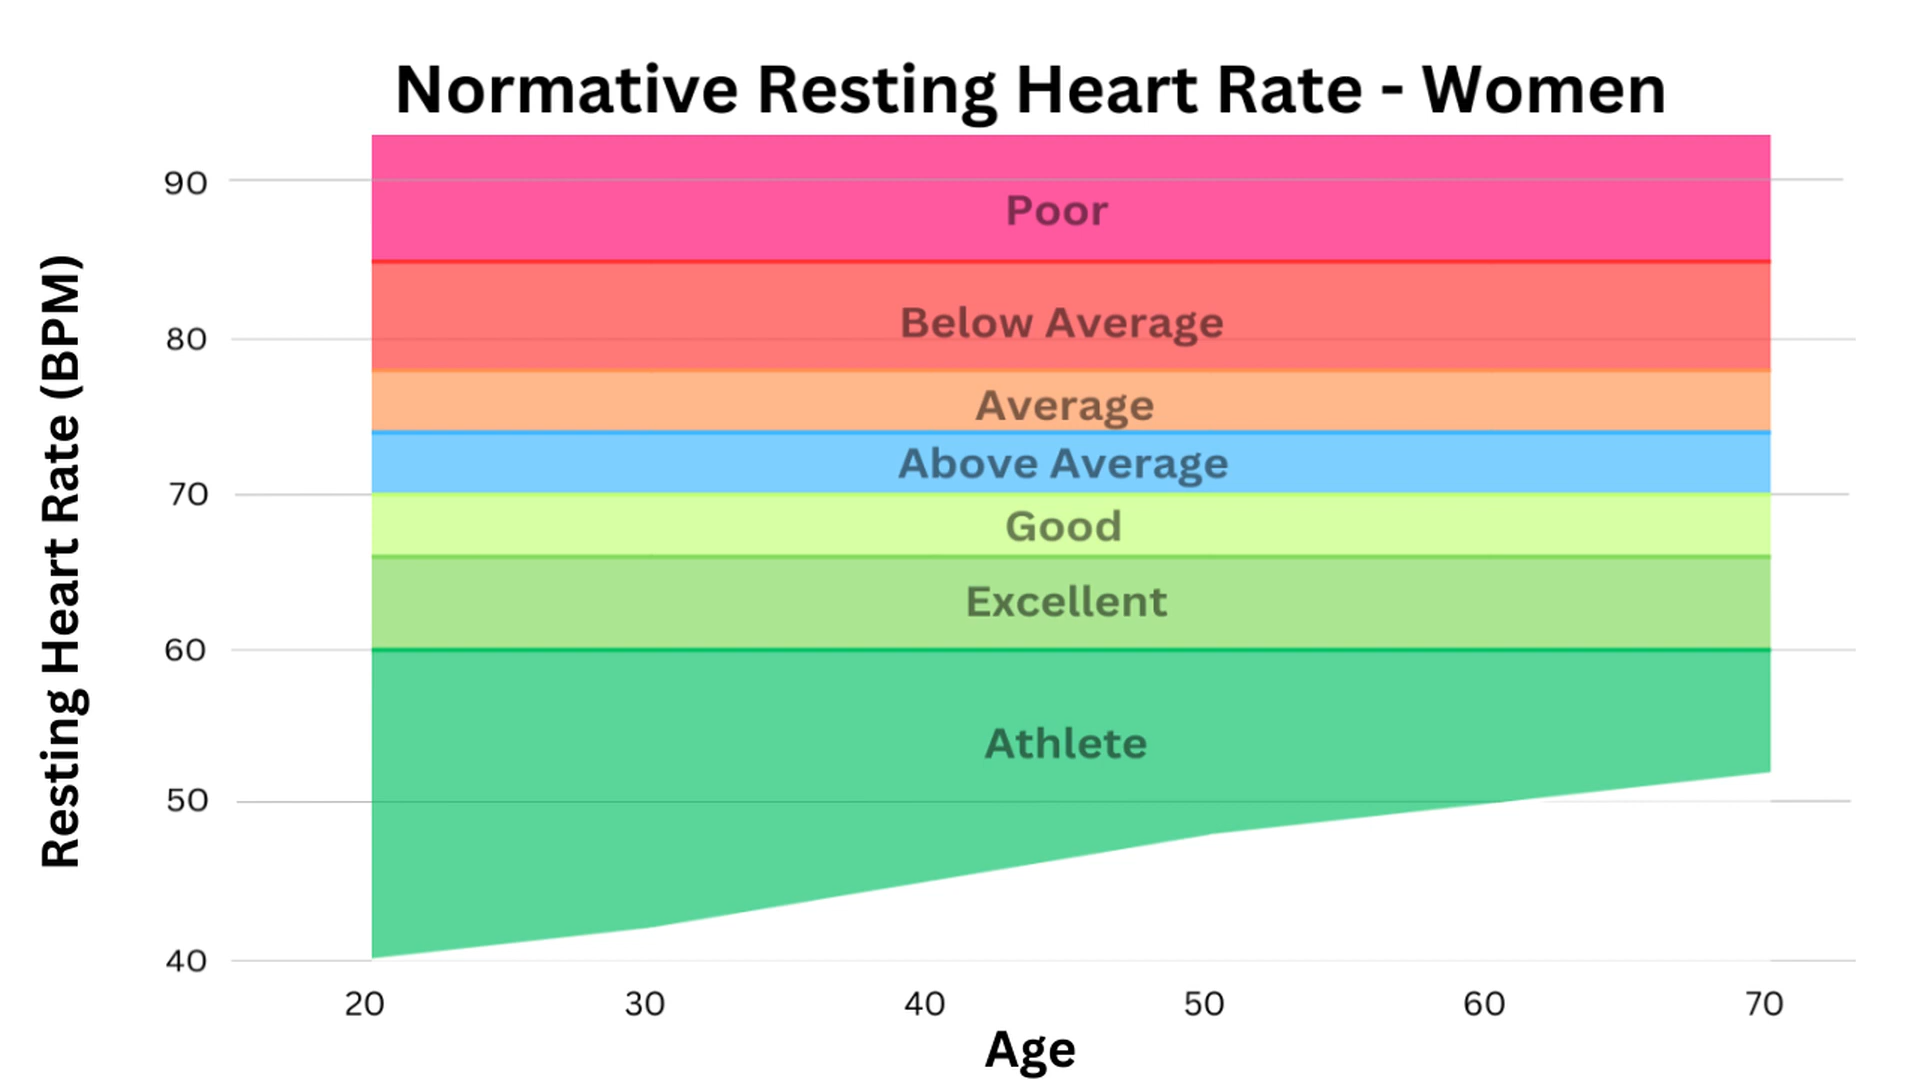 Normative Resting Heart Rate - Women
Resting Heart Rate (BPM)
90
Poor
Below Average
80
Average
Above Average
70
Good
Excellent
60
Athlete
50
40
20 30 40 50 60 70
Age